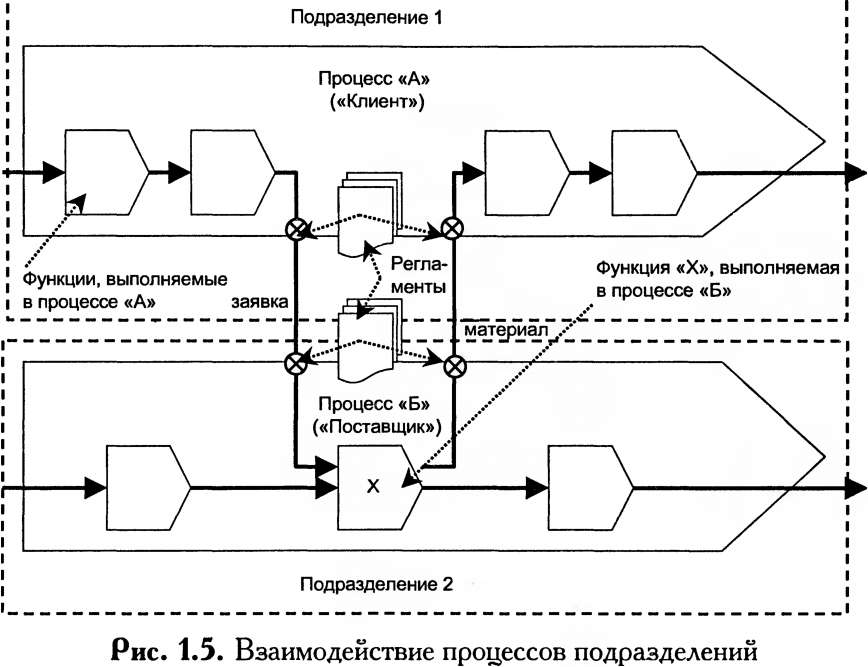 Подразделение 1
Процесс «А»
(«Клиент»)
Функции, выполняемые
в процессе «А»
заявка
Регла-
менты
Функция «Х», выполняемая
в процессе «Б»
материал
Процесс «Б»
(«Поставщик»)
Х
Подразделение 2
Рис. 1.5. Взаимодействие процессов подразделений